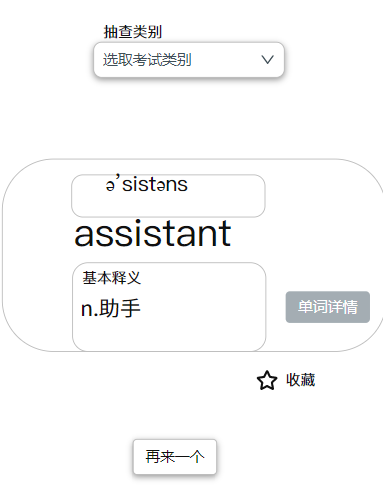 抽查类别
选取考试类别
ə'sistəns
assistant
基本释义
n.助手
单词详情
收藏
再来一个